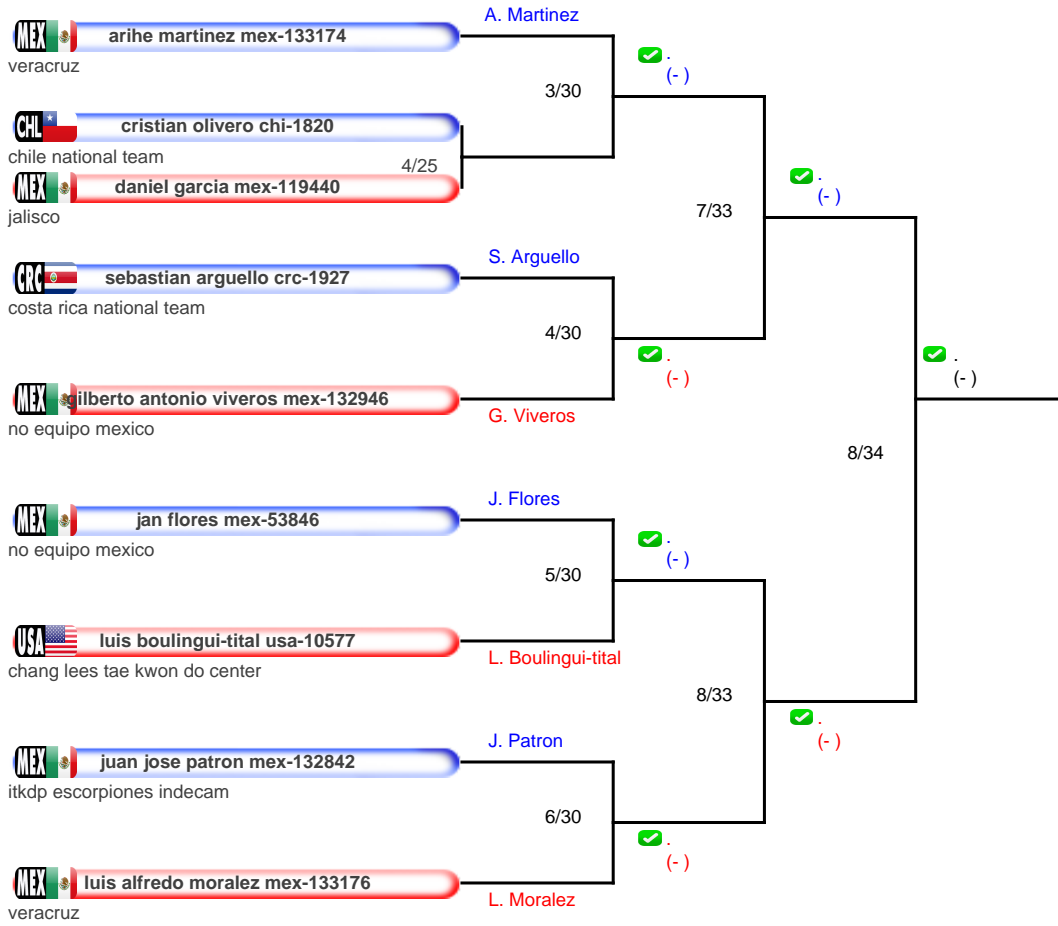 A. Martinez
MEX arihe martinez mex-133174
veracruz
.
(- )
3/30
CHL cristian olivero chi-1820
chile national team
4/25
MEX daniel garcia mex-119440
jalisco
.
(- )
7/33
S. Arguello
CRC sebastian arguello crc-1927
costa rica national team
4/30
.
(- )
.
(- )
MEX gilberto antonio viveros mex-132946
G. Viveros
no equipo mexico
8/34
J. Flores
MEX jan flores mex-53846
no equipo mexico
.
(- )
5/30
USA luis boulingui-tital usa-10577
L. Boulingui-tital
chang lees tae kwon do center
8/33
.
(- )
J. Patron
MEX juan jose patron mex-132842
itkdp escorpiones indecam
6/30
.
(- )
MEX luis alfredo moralez mex-133176
L. Moralez
veracruz